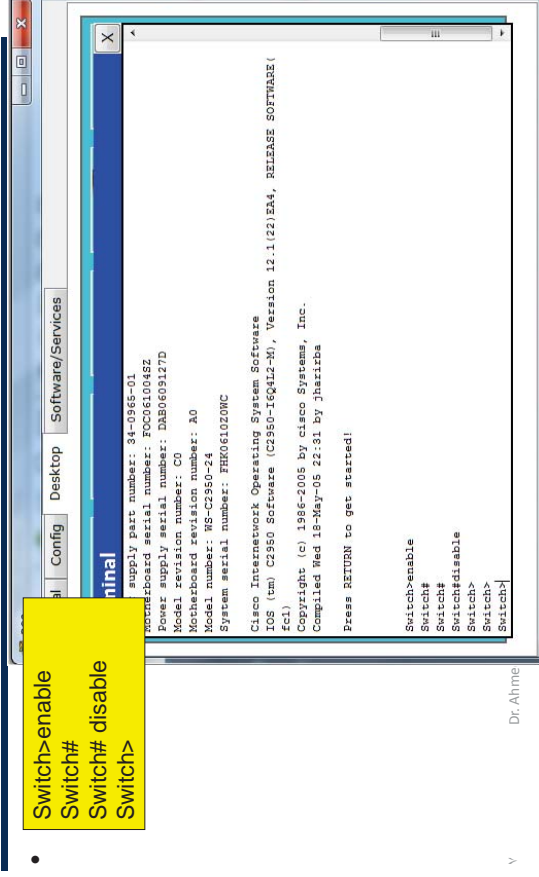 •
Switch>enable
Switch#
Switch# disable
Switch>
Config Desktop Software/Services
minal
X
supply part number: 34-0965-01
Motherboard serial number: FOC061004SZ
Power supply serial number: DAB0609127D
Model revision number: C0
Motherboard revision number: A0
Model number: WS-C2950-24
System serial number: FHK0610Z0WC
Cisco Internetwork Operating System Software
IOS (tm) C2950 Software (C2950-I6Q4L2-M), Version 12.1(22)EA4, RELEASE SOFTWARE(
fc1)
Copyright (c) 1986-2005 by cisco Systems, Inc.
Compiled Wed 18-May-05 22:31 by jharirba
Press RETURN to get started!
Switch>enable
Switch#
Switch#
Switch#disable
Switch>
Switch>
Switch>
Dr. Ahme